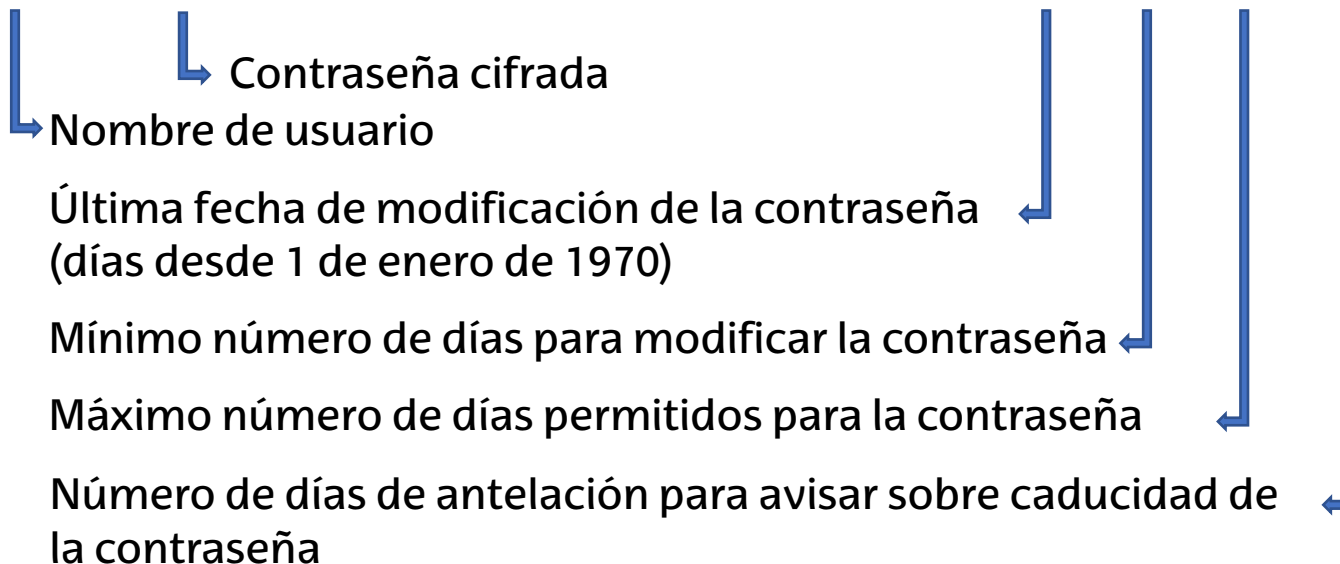 Contraseña cifrada
Nombre de usuario
Última fecha de modificación de la contraseña
(días desde 1 de enero de 1970)
Mínimo número de días para modificar la contraseña
Máximo número de días permitidos para la contraseña
Número de días de antelación para avisar sobre caducidad de
la contraseña